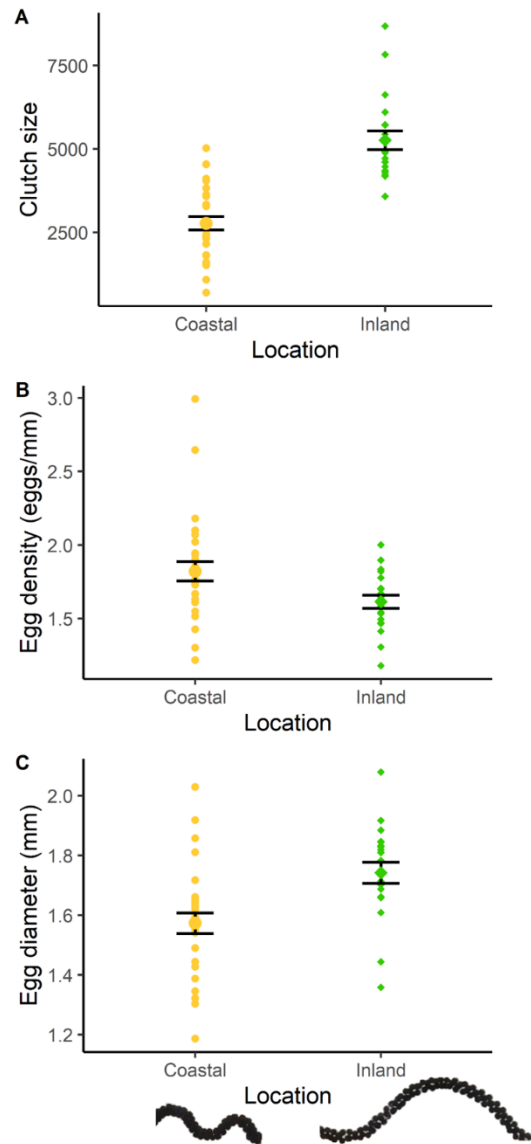 A
Clutch size
7500
5000
2500
Coastal Inland
Location
B
Egg density (eggs/mm)
3.0
2.5
2.0
1.5
Coastal Inland
Location
C
Egg diameter (mm)
2.0
1.8
1.6
1.4
1.2
Coastal Inland
Location